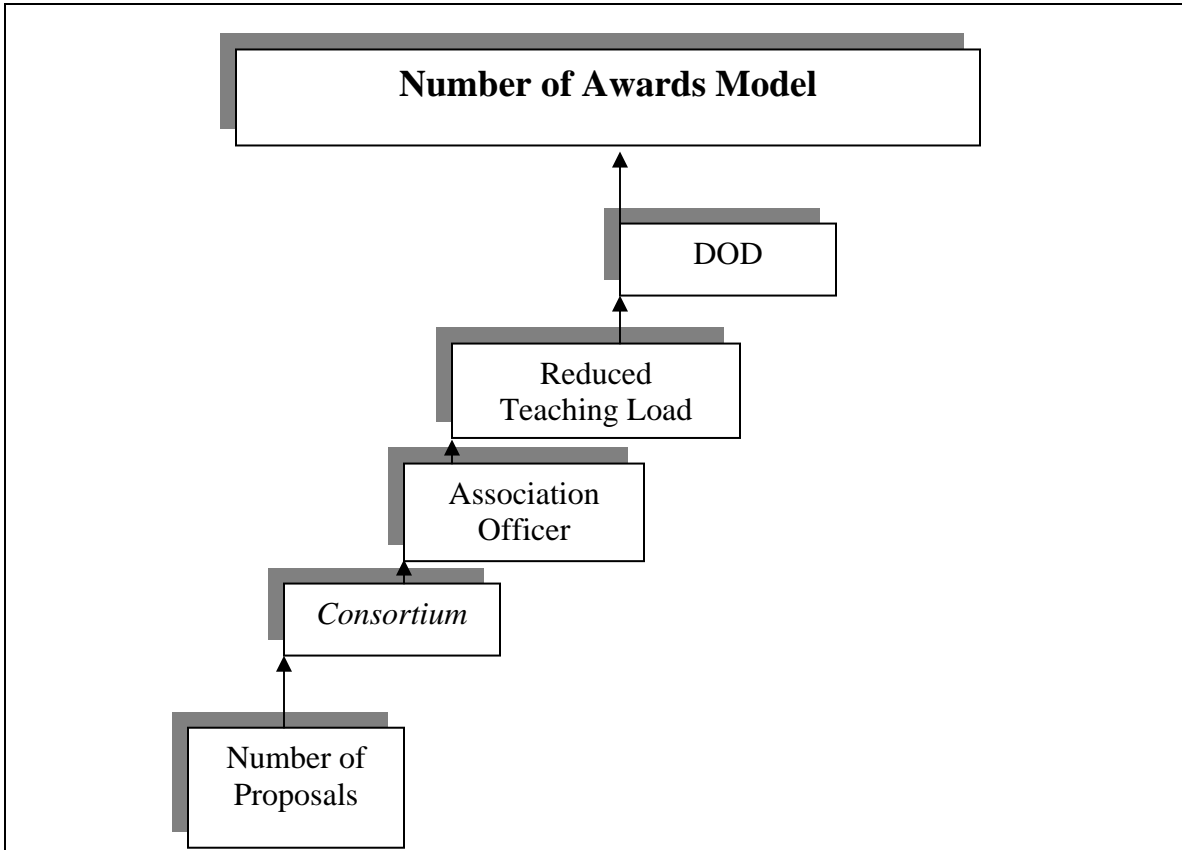 Number of Awards Model
DOD
Reduced
Teaching Load
Association
Officer
Consortium
Number of
Proposals